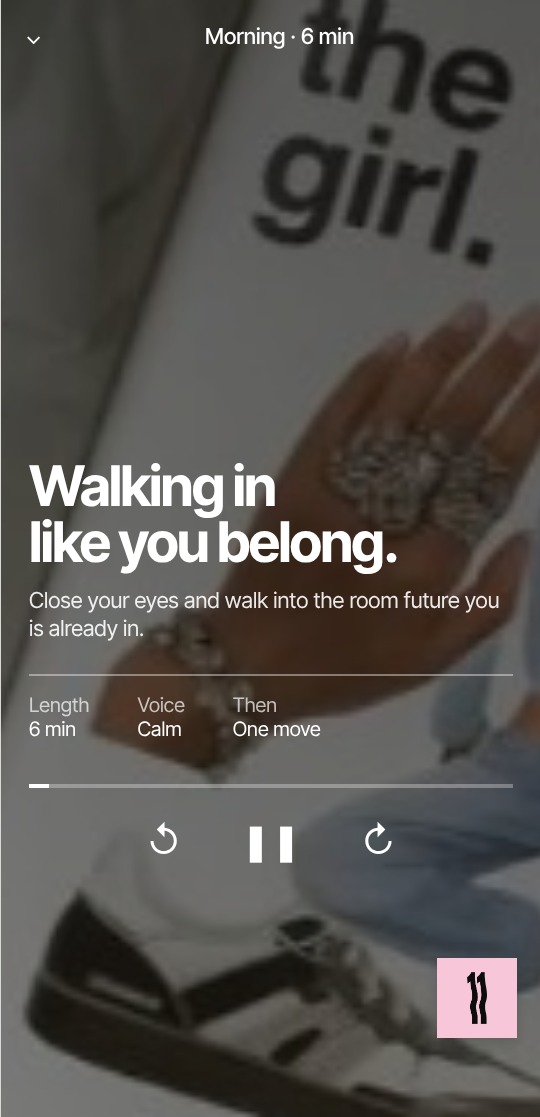 Morning · 6 min
the
girl.
Walking in
like you belong.
Close your eyes and walk into the room future you
is already in.
Length Voice Then
6 min Calm One move
11